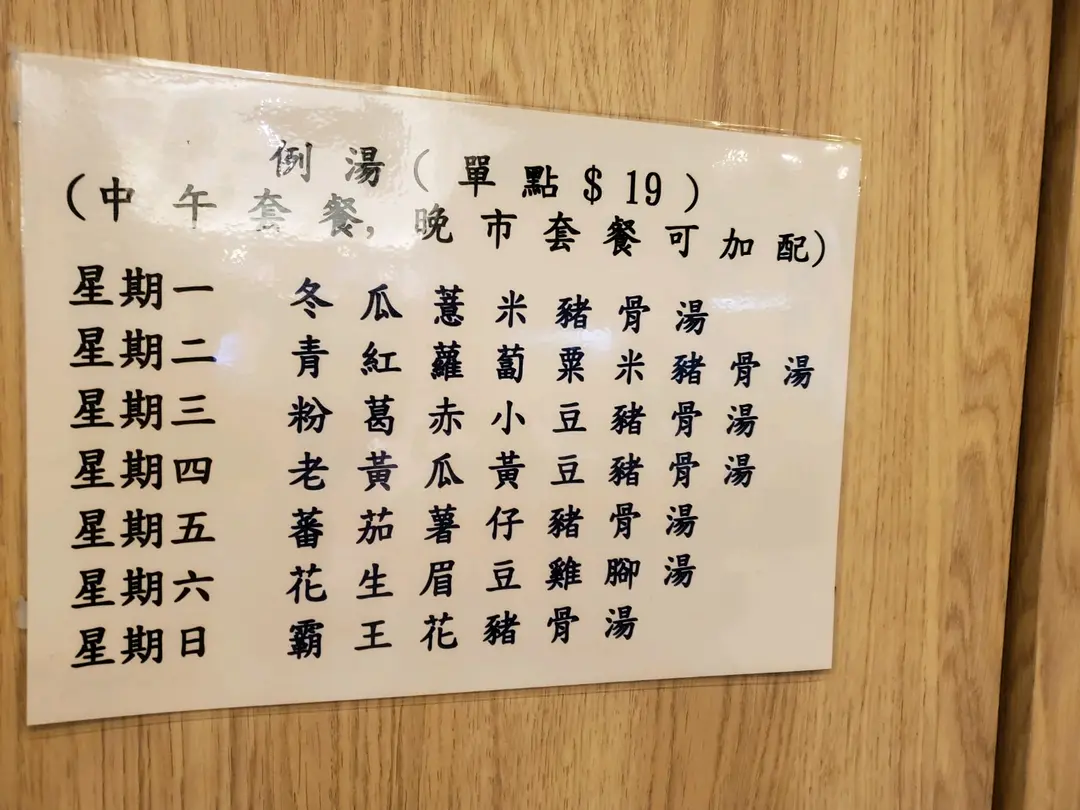 例湯(單點$19)
(中午套餐,晚市套餐可加配)
星期一 冬瓜薏米豬骨湯
星期二 青紅蘿蔔粟米豬骨湯
星期三 粉葛赤小豆豬骨湯
星期四 老黃瓜黃豆豬骨湯
星期五 蕃茄薯仔豬骨湯
星期六 花生眉豆雞腳湯
星期日 霸王花豬骨湯